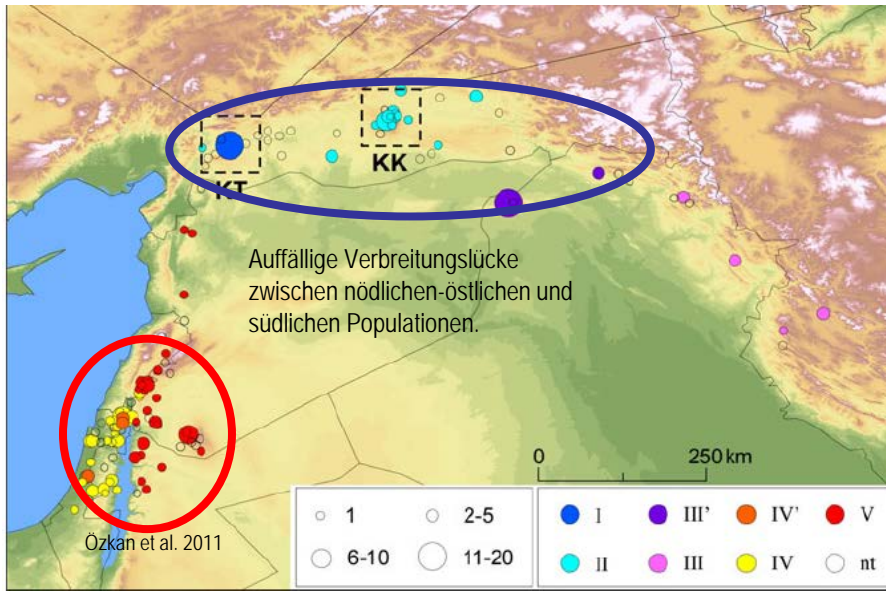 KT
KK
Auffällige Verbreitungslücke
zwischen nödlichen-östlichen und
südlichen Populationen.
0 250 km
Özkan et al. 2011
1 2-5
6-10 11-20
I III' IV' V
II III IV nt